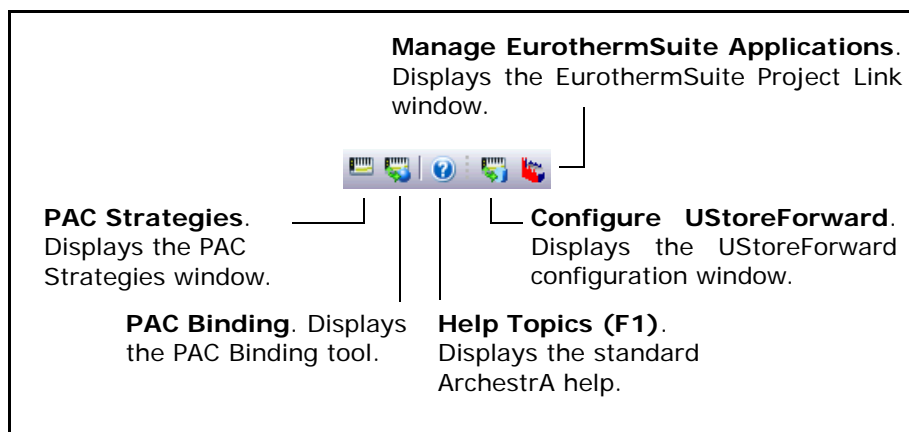 Manage EurothermSuite Applications.
Displays the EurothermSuite Project Link
window.
PAC Strategies.
Displays the PAC
Strategies window.
Configure UStoreForward.
Displays the UStoreForward
configuration window.
PAC Binding. Displays
the PAC Binding tool.
Help Topics (F1).
Displays the standard
ArchestrA help.